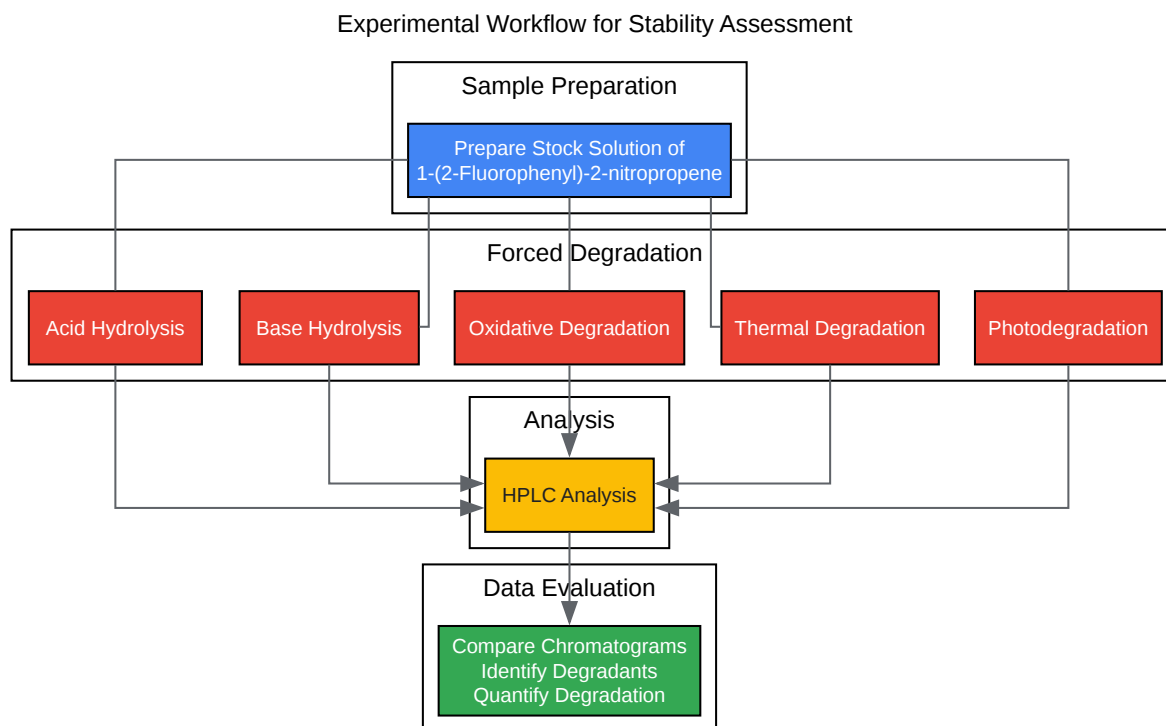 Experimental Workflow for Stability Assessment
Sample Preparation
Prepare Stock Solution of
1-(2-Fluorophenyl)-2-nitropropene
Forced Degradation
Acid Hydrolysis
Base Hydrolysis
Oxidative Degradation
Thermal Degradation
Photodegradation
Analysis
HPLC Analysis
Data Evaluation
Compare Chromatograms
Identify Degradants
Quantify Degradation